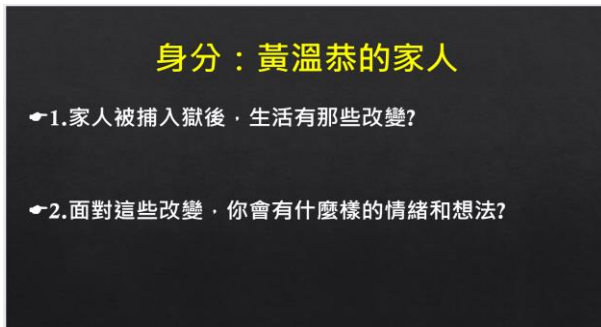 身分：黃溫恭的家人
☛1.家人被捕入獄後，生活有那些改變?
☛2.面對這些改變，你會有什麼樣的情緒和想法?